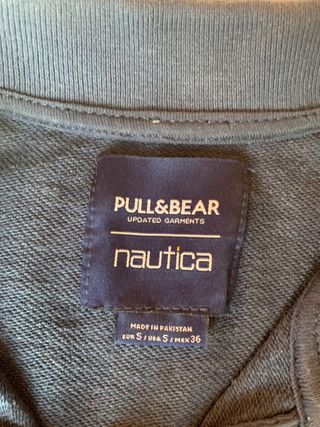 PULL&BEAR
UPDATED GARMENTS
nautica
MADE IN PAKISTAN
EUR S / USA S / MEX 36